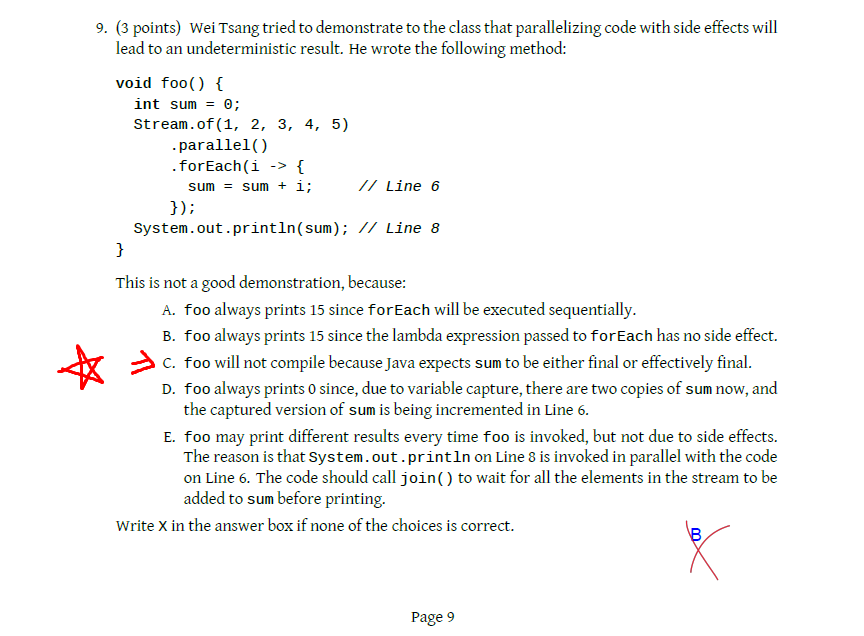 9. (3 points) Wei Tsang tried to demonstrate to the class that parallelizing code with side effects will
lead to an undeterministic result. He wrote the following method:
void foo() {
  int sum = 0;
  Stream.of(1, 2, 3, 4, 5)
      .parallel()
      .forEach(i -> {
        sum = sum + i;     // Line 6
      });
  System.out.println(sum); // Line 8
}
This is not a good demonstration, because:
A. foo always prints 15 since forEach will be executed sequentially.
B. foo always prints 15 since the lambda expression passed to forEach has no side effect.
C. foo will not compile because Java expects sum to be either final or effectively final.
D. foo always prints 0 since, due to variable capture, there are two copies of sum now, and
the captured version of sum is being incremented in Line 6.
E. foo may print different results every time foo is invoked, but not due to side effects.
The reason is that System.out.println on Line 8 is invoked in parallel with the code
on Line 6. The code should call join() to wait for all the elements in the stream to be
added to sum before printing.
Write X in the answer box if none of the choices is correct.
B
Page 9